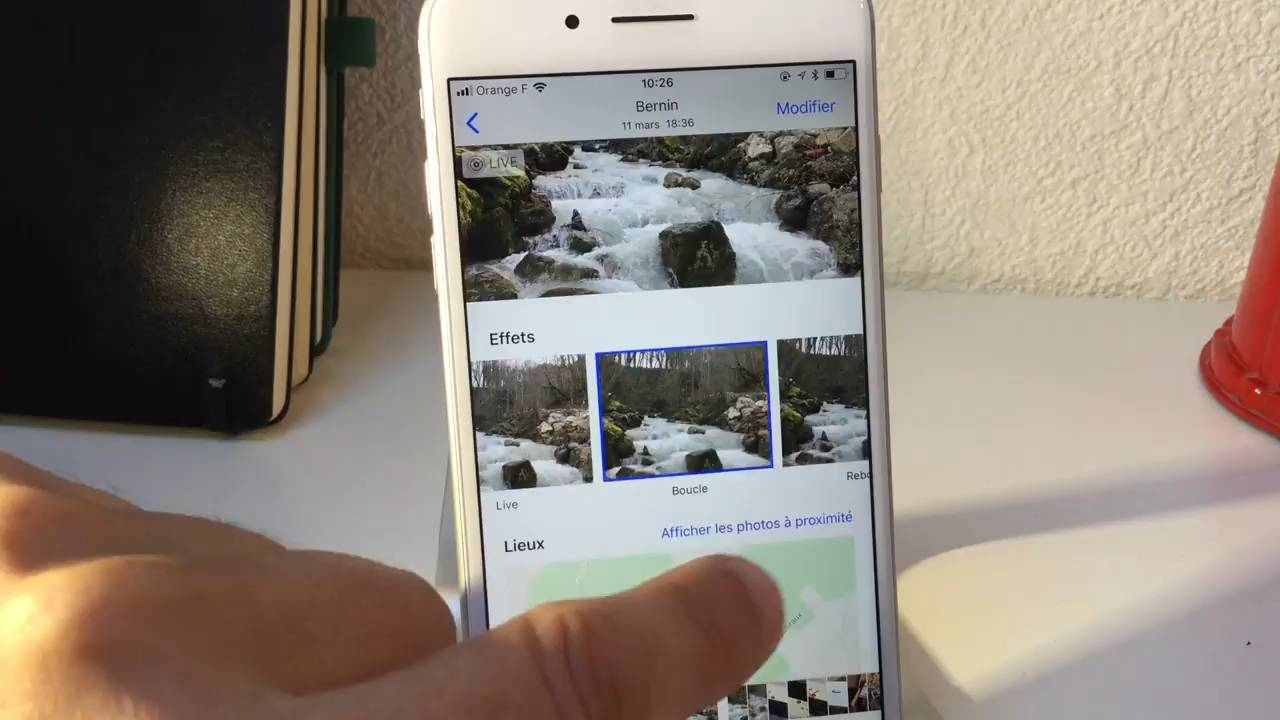 Orange F 10:26
Bernin
11 mars 18:36
Modifier
LIVE
Effets
Live
Boucle
Rebo
Afficher les photos à proximité
Lieux